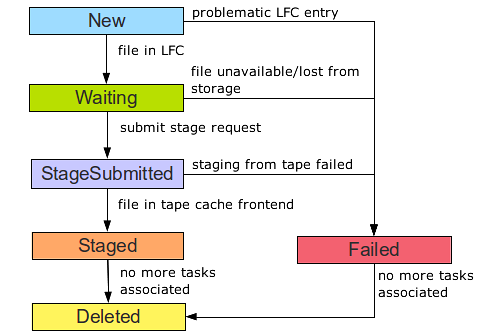 New
problematic LFC entry
file in LFC
Waiting
file unavailable/lost from
storage
submit stage request
StageSubmitted
staging from tape failed
file in tape cache frontend
Staged
Failed
no more tasks
associated
no more tasks
associated
Deleted